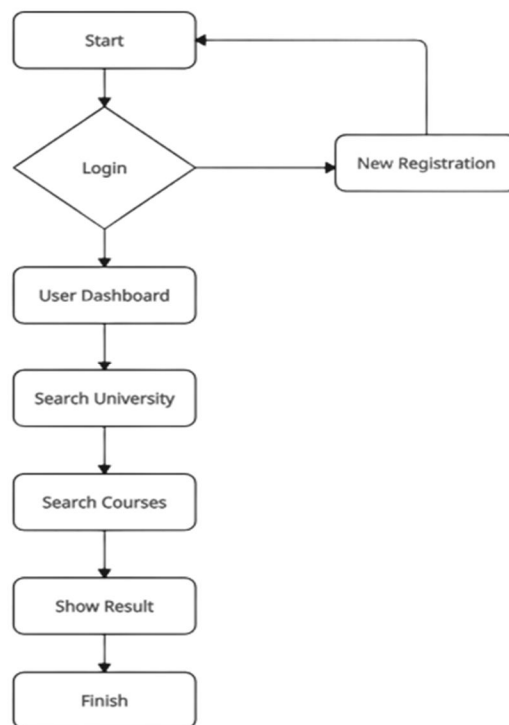 Start
Login
New Registration
User Dashboard
Search University
Search Courses
Show Result
Finish